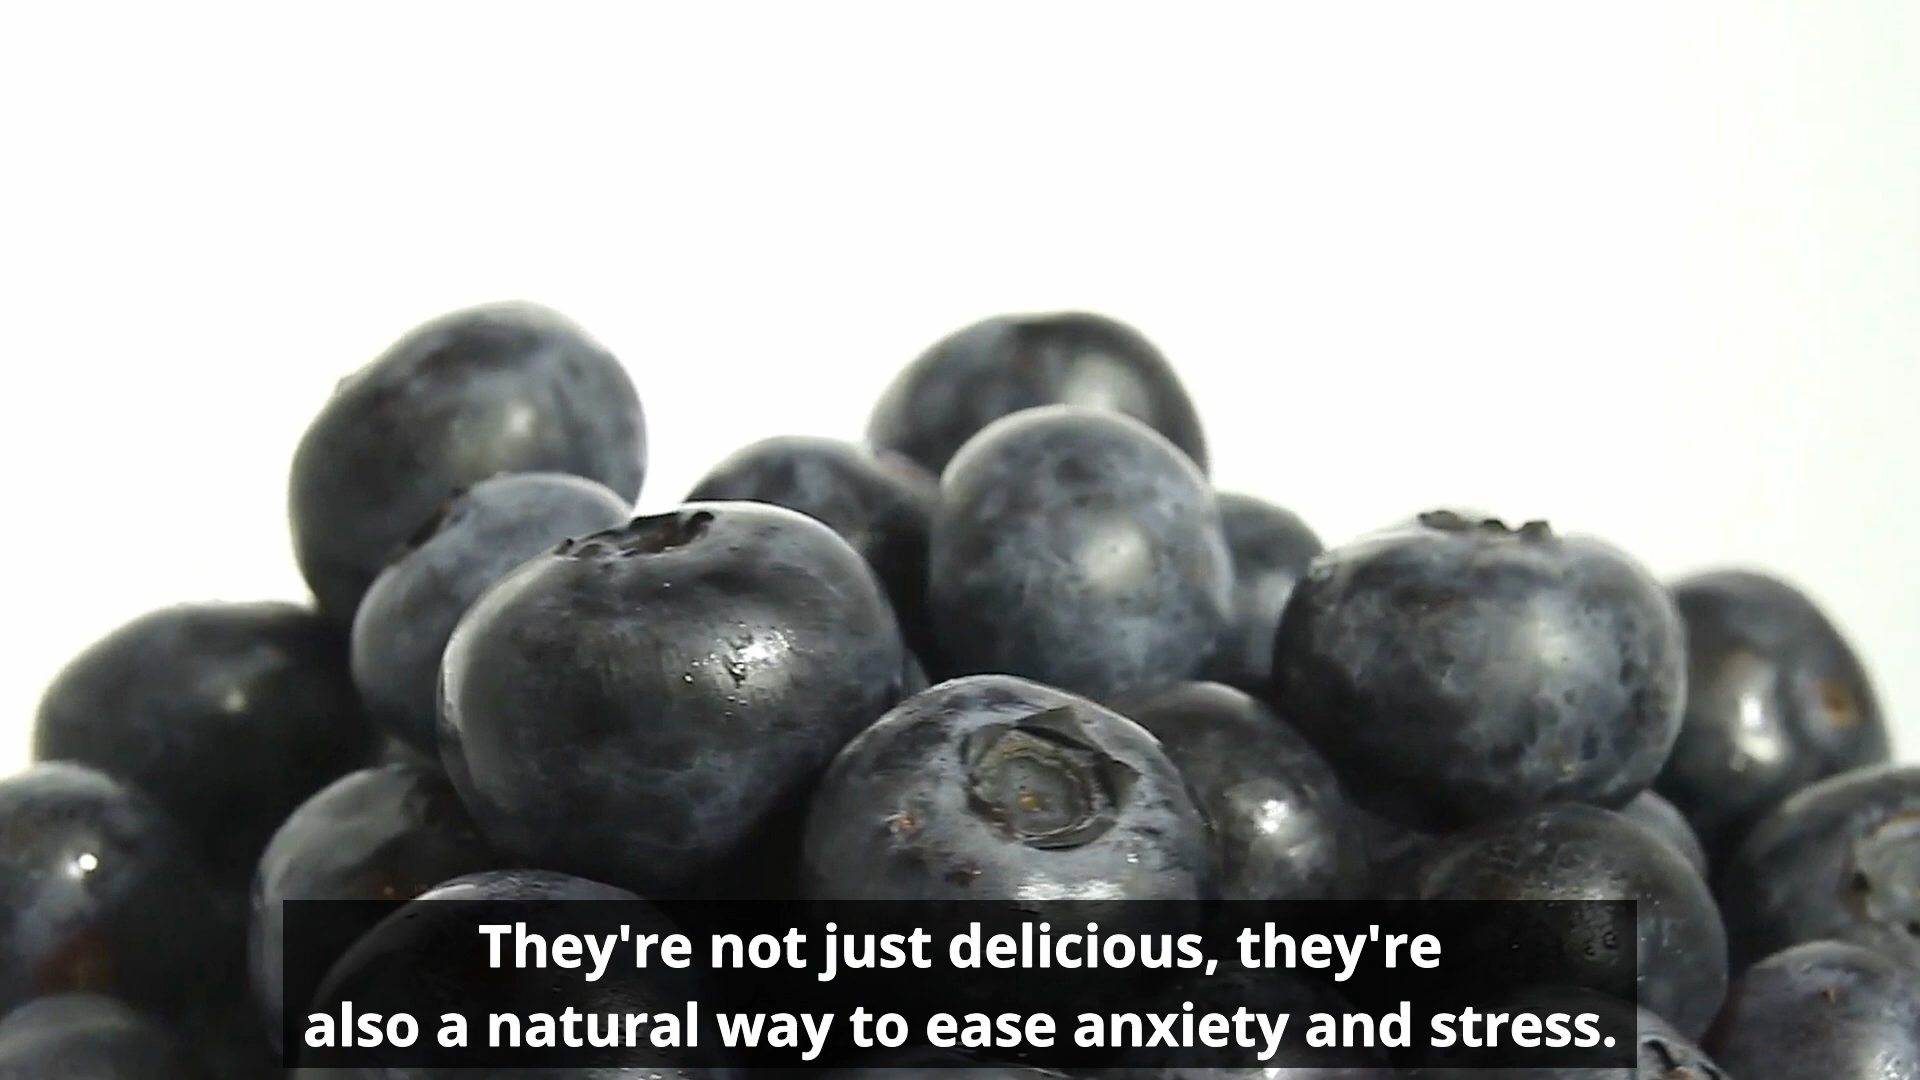 They're not just delicious, they're
also a natural way to ease anxiety and stress.